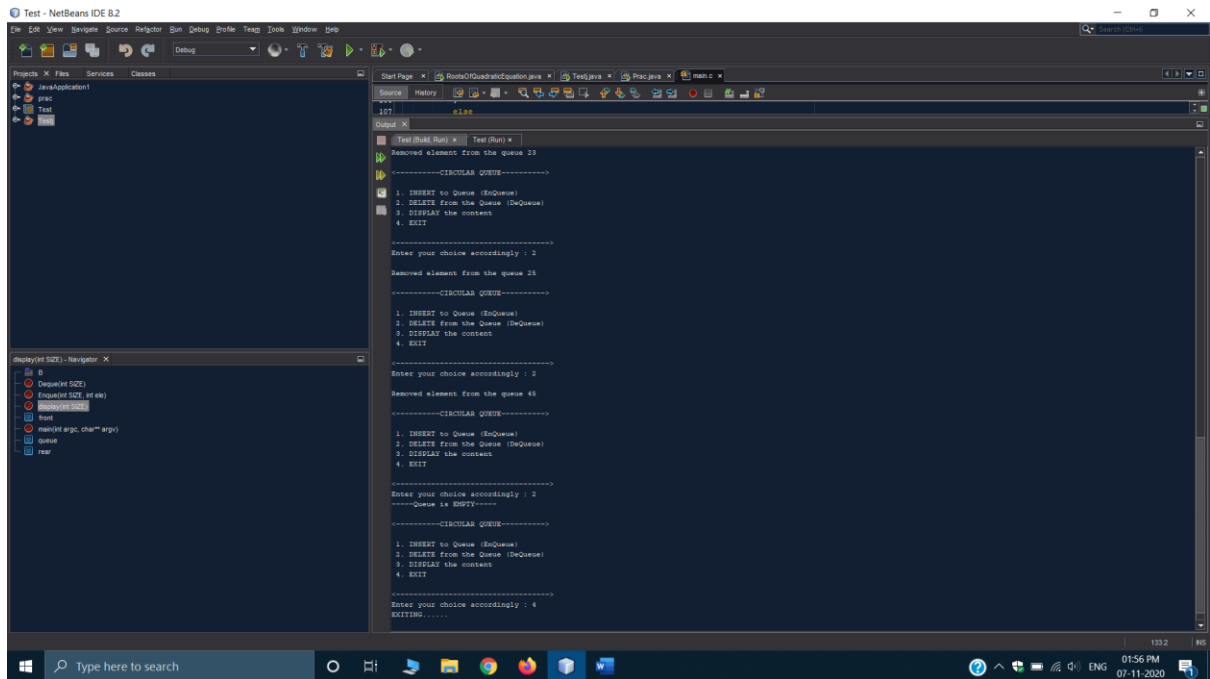 Test - NetBeans IDE 8.2
File Edit View Navigate Source Refactor Run Debug Profile Team Tools Window Help
Search (Ctrl+I)
Debug
Projects Files Services Classes
JavaApplication1
prac
Test
Testj
Start Page RootsOfQuadraticEquation.java Testj.java Prac.java main.c
Source History
107 else
Output
Test (Build, Run) Test (Run)
Removed element from the queue 23
<----------CIRCULAR QUEUE---------->
1. INSERT to Queue (EnQueue)
2. DELETE from the Queue (DeQueue)
3. DISPLAY the content
4. EXIT
<----------------------------------->
Enter your choice accordingly : 2
Removed element from the queue 25
<----------CIRCULAR QUEUE---------->
1. INSERT to Queue (EnQueue)
2. DELETE from the Queue (DeQueue)
3. DISPLAY the content
4. EXIT
<----------------------------------->
Enter your choice accordingly : 2
Removed element from the queue 45
<----------CIRCULAR QUEUE---------->
1. INSERT to Queue (EnQueue)
2. DELETE from the Queue (DeQueue)
3. DISPLAY the content
4. EXIT
<----------------------------------->
Enter your choice accordingly : 2
-----Queue is EMPTY-----
<----------CIRCULAR QUEUE---------->
1. INSERT to Queue (EnQueue)
2. DELETE from the Queue (DeQueue)
3. DISPLAY the content
4. EXIT
<----------------------------------->
Enter your choice accordingly : 4
EXITING......
display(int SIZE) - Navigator
B
Deque(int SIZE)
Enque(int SIZE, int ele)
display(int SIZE)
front
main(int argc, char** argv)
queue
rear
133:2 INS
Type here to search
ENG
01:56 PM
07-11-2020